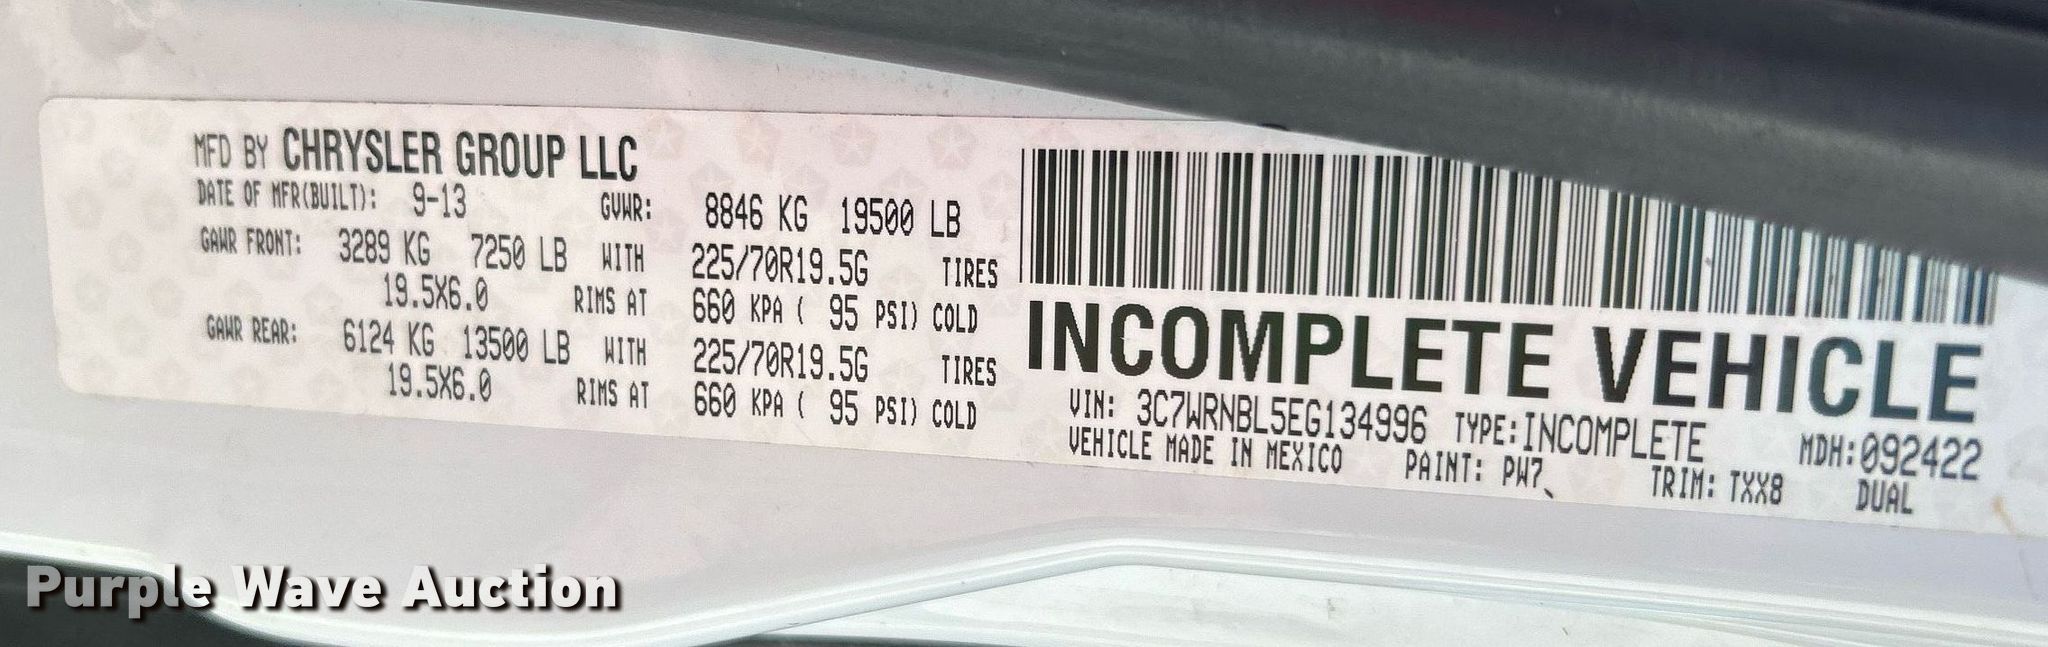 MFD BY CHRYSLER GROUP LLC
DATE OF MFR(BUILT): 9-13 GVWR: 8846 KG 19500 LB
GAWR FRONT: 3289 KG 7250 LB WITH 225/70R19.5G TIRES
19.5X6.0 RIMS AT 660 KPA ( 95 PSI) COLD
GAWR REAR: 6124 KG 13500 LB WITH 225/70R19.5G TIRES
19.5X6.0 RIMS AT 660 KPA ( 95 PSI) COLD
INCOMPLETE VEHICLE
VIN: 3C7WRNBL5EG134996 TYPE:INCOMPLETE MDH:092422
VEHICLE MADE IN MEXICO PAINT: PW7 TRIM: TXX8 DUAL
Purple Wave Auction